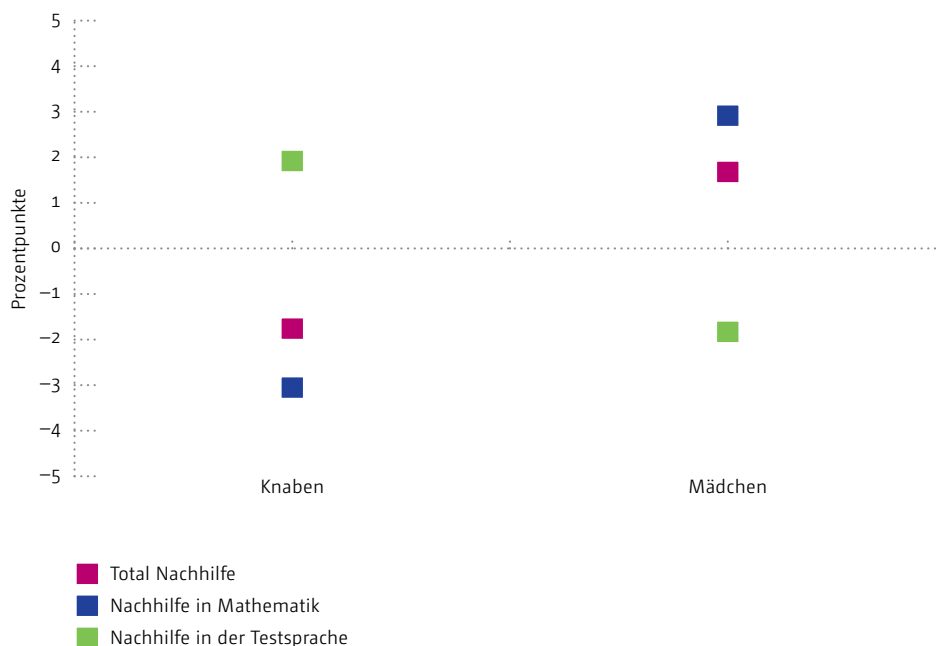 5
4
3
2
1
0
−1
−2
−3
−4
−5
Prozentpunkte
Knaben Mädchen
Total Nachhilfe
Nachhilfe in Mathematik
Nachhilfe in der Testsprache